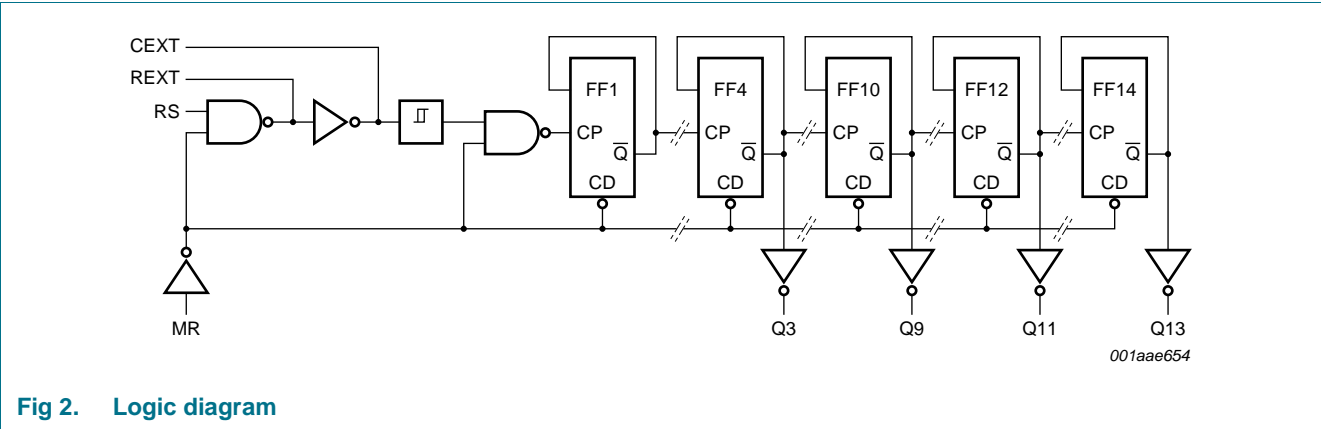 CEXT
REXT
RS
FF1
FF4
FF10
FF12
FF14
CP
CP
CP
CP
CP
Q̅
Q̅
Q̅
Q̅
Q̅
CD
CD
CD
CD
CD
MR
Q3
Q9
Q11
Q13
001aae654
Fig 2. Logic diagram